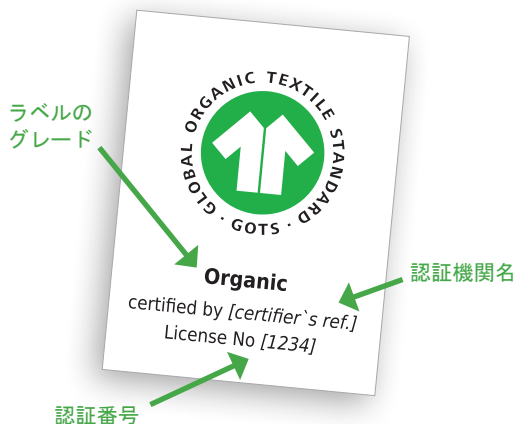 GLOBAL ORGANIC TEXTILE STANDARD · GOTS ·
ラベルの
グレード
Organic
認証機関名
certified by [certifier`s ref.]
License No [1234]
認証番号